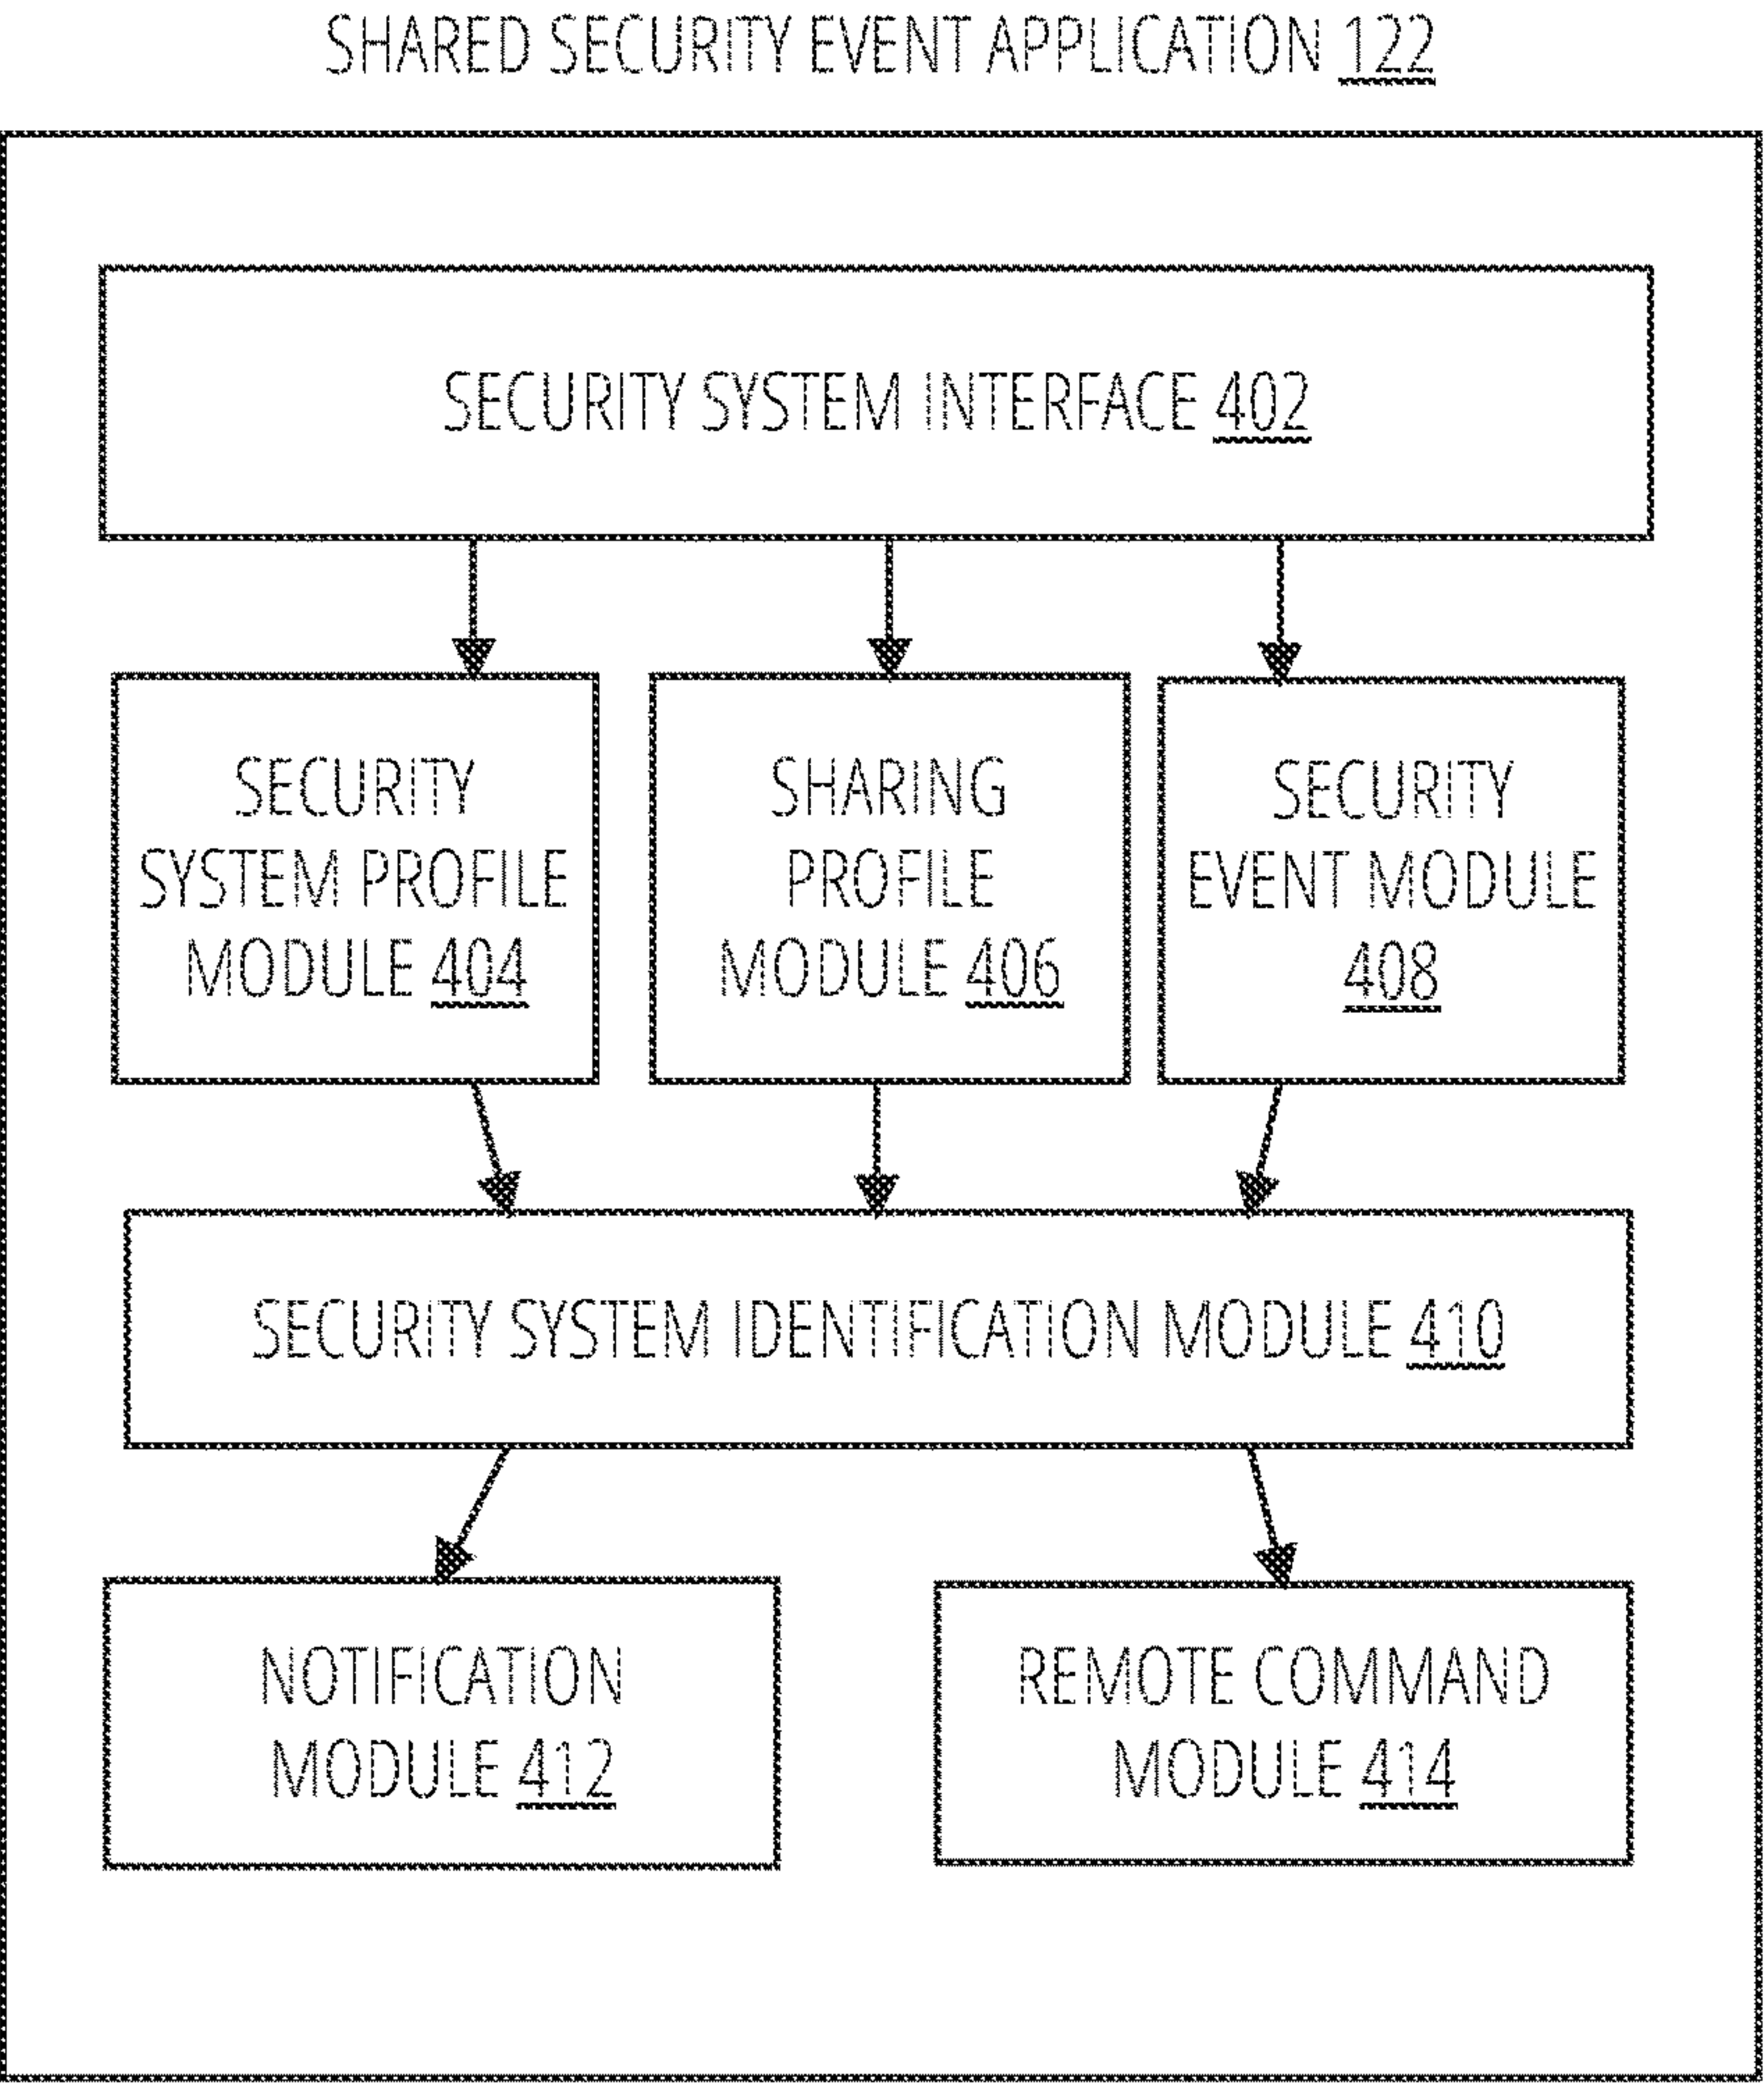 SHARED SECURITY EVENT APPLICATION 122
SECURITY SYSTEM INTERFACE 402
SECURITY
SYSTEM PROFILE
MODULE 404
SHARING
PROFILE
MODULE 406
SECURITY
EVENT MODULE
408
SECURITY SYSTEM IDENTIFICATION MODULE 410
NOTIFICATION
MODULE 412
REMOTE COMMAND
MODULE 414